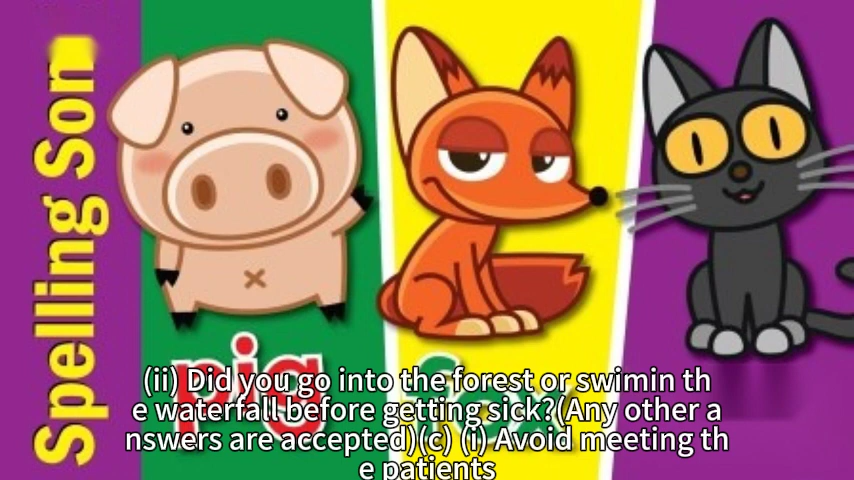 Spelling Son
pig
fox
(ii) Did you go into the forest or swimin th
e waterfall before getting sick?(Any other a
nswers are accepted)(c) (i) Avoid meeting th
e patients